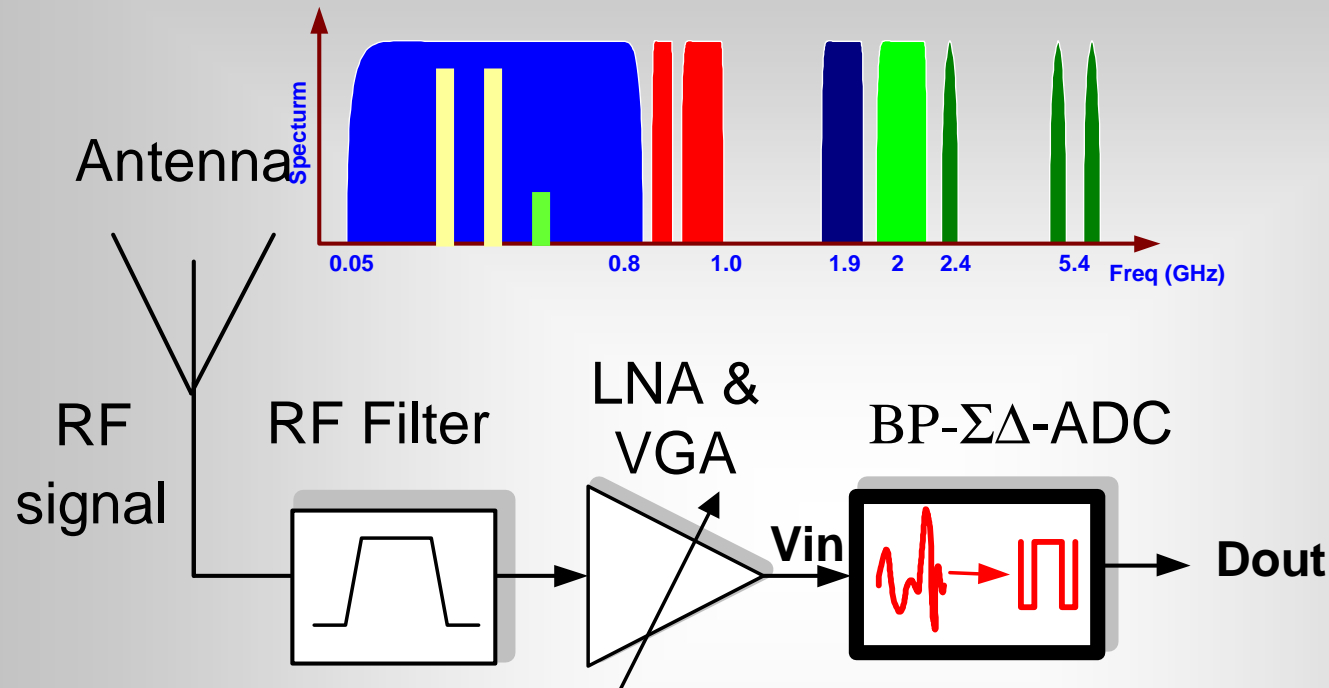 Specturm
0.05
0.8
1.0
1.9
2
2.4
5.4
Freq (GHz)
Antenna
RF
signal
RF Filter
LNA &
VGA
Vin
BP-ΣΔ-ADC
Dout